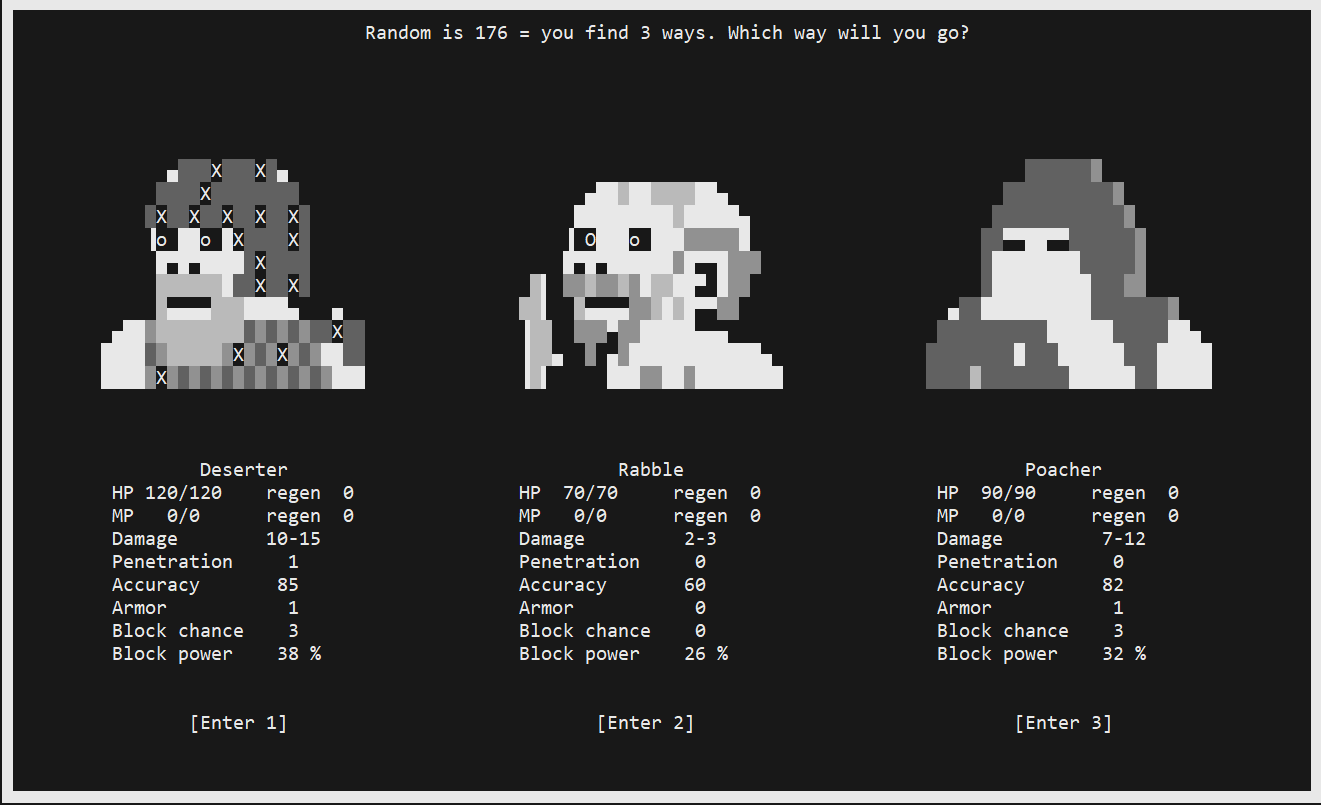 Random is 176 = you find 3 ways. Which way will you go?
Deserter
HP 120/120 regen 0
MP 0/0 regen 0
Damage 10-15
Penetration 1
Accuracy 85
Armor 1
Block chance 3
Block power 38 %
[Enter 1]
Rabble
HP 70/70 regen 0
MP 0/0 regen 0
Damage 2-3
Penetration 0
Accuracy 60
Armor 0
Block chance 0
Block power 26 %
[Enter 2]
Poacher
HP 90/90 regen 0
MP 0/0 regen 0
Damage 7-12
Penetration 0
Accuracy 82
Armor 1
Block chance 3
Block power 32 %
[Enter 3]